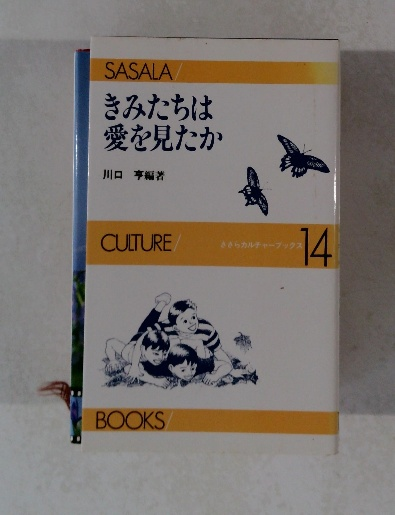 SASALA/
きみたちは
愛を見たか
川口 亨編著
CULTURE/
ささらカルチャーブックス 14
BOOKS/